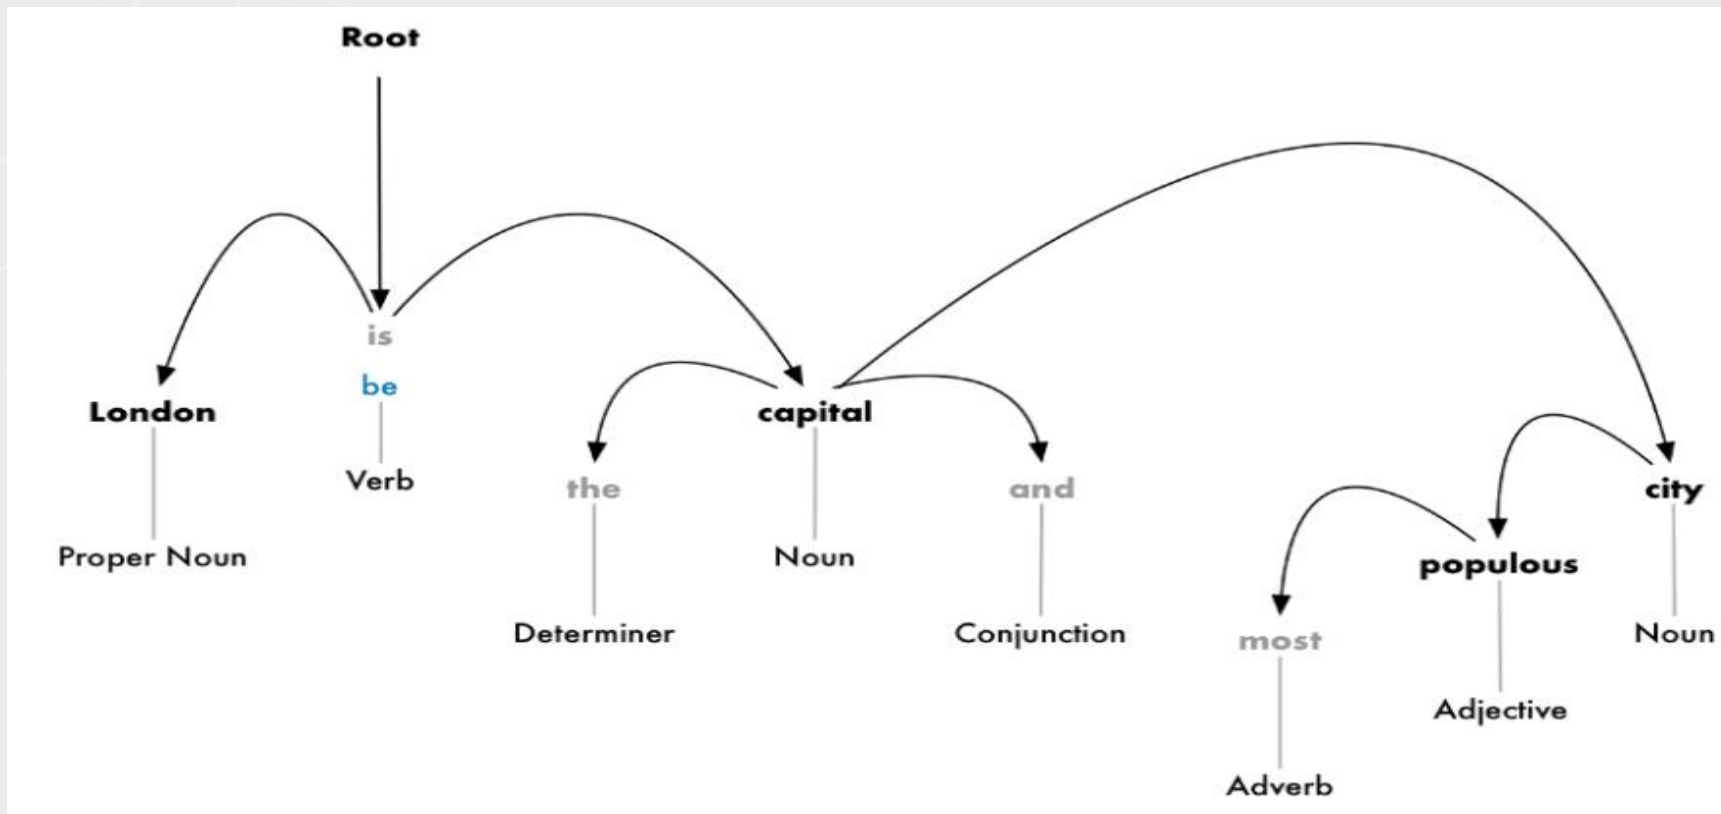 Root
is
be
London
capital
Verb
the
and
city
Proper Noun
Noun
populous
Determiner
Conjunction
most
Noun
Adjective
Adverb